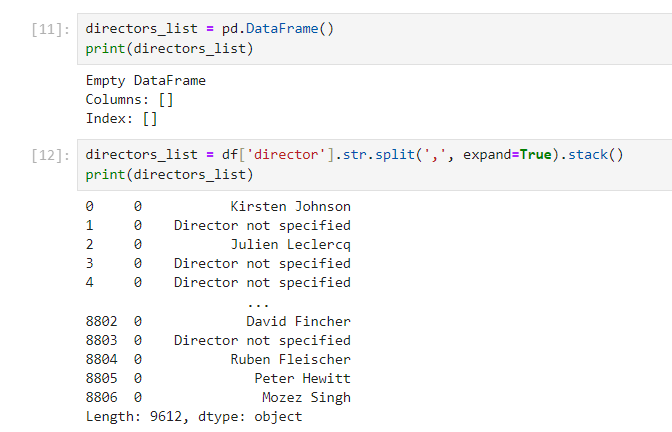 [11]: directors_list = pd.DataFrame()
print(directors_list)
Empty DataFrame
Columns: []
Index: []
[12]: directors_list = df['director'].str.split(',', expand=True).stack()
print(directors_list)
0     0       Kirsten Johnson
1     0    Director not specified
2     0       Julien Leclercq
3     0    Director not specified
4     0    Director not specified
...
8802  0         David Fincher
8803  0    Director not specified
8804  0       Ruben Fleischer
8805  0          Peter Hewitt
8806  0           Mozez Singh
Length: 9612, dtype: object